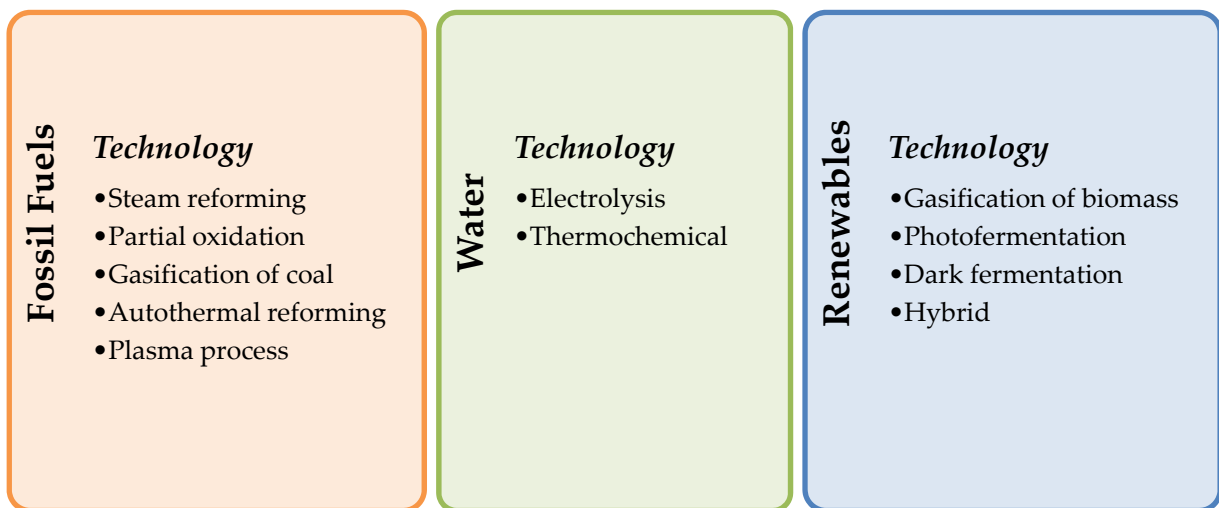 Fossil Fuels
Technology
•Steam reforming
•Partial oxidation
•Gasification of coal
•Autothermal reforming
•Plasma process
Water
Technology
•Electrolysis
•Thermochemical
Renewables
Technology
•Gasification of biomass
•Photofermentation
•Dark fermentation
•Hybrid